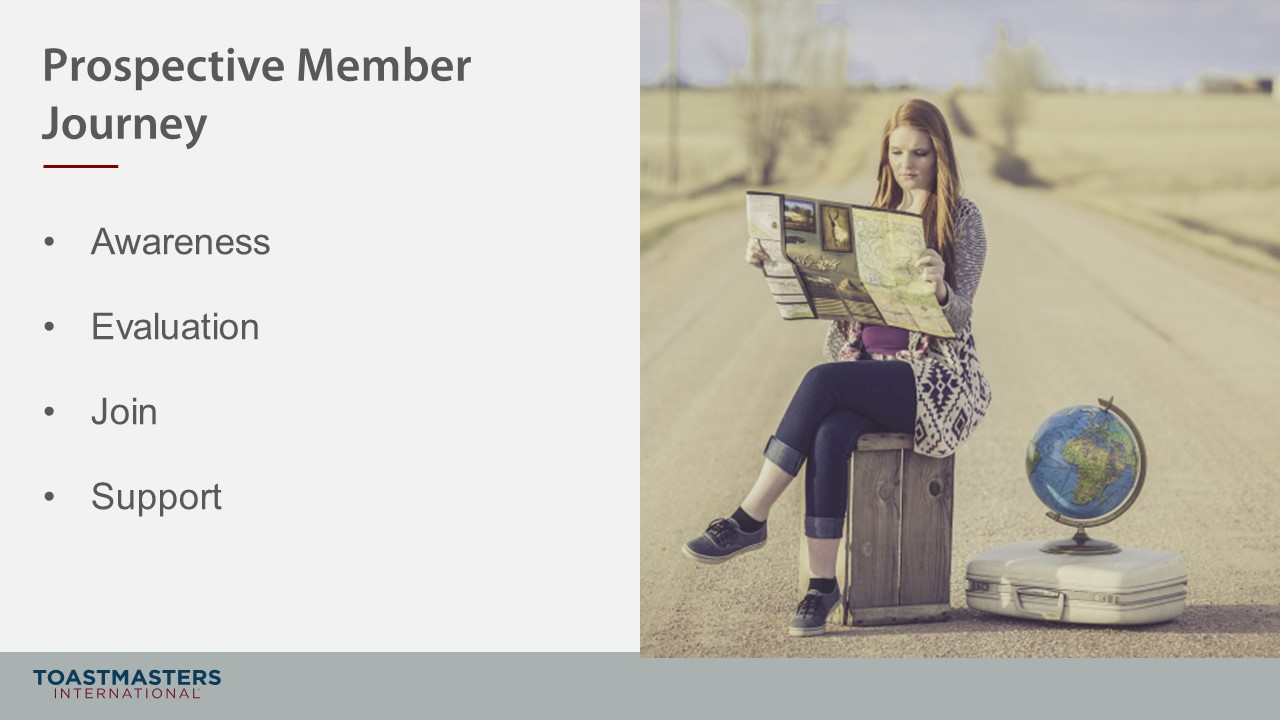 Prospective Member
Journey
• Awareness
• Evaluation
• Join
• Support
TOASTMASTERS
INTERNATIONAL